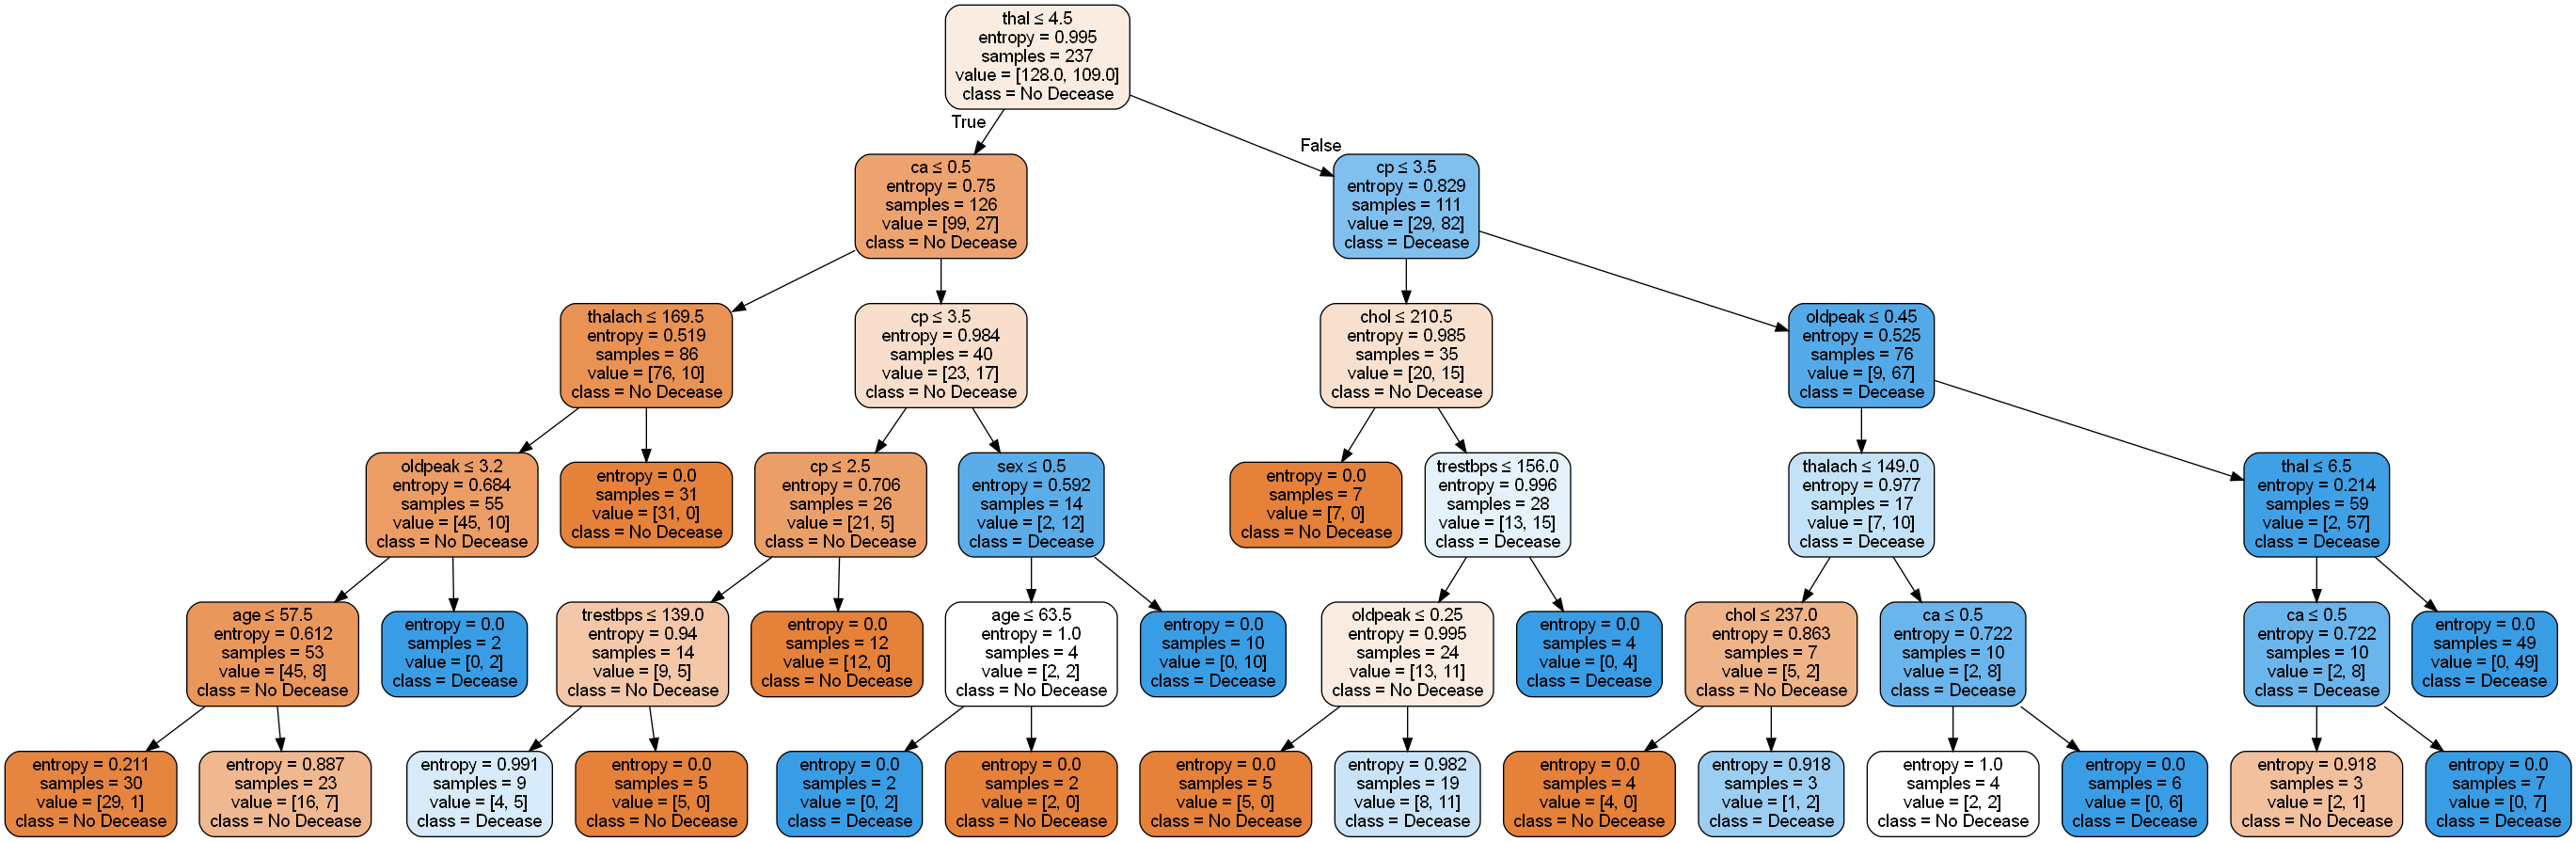 thal ≤ 4.5
entropy = 0.995
samples = 237
value = [128.0, 109.0]
class = No Decease
True
False
ca ≤ 0.5
entropy = 0.75
samples = 126
value = [99, 27]
class = No Decease
cp ≤ 3.5
entropy = 0.829
samples = 111
value = [29, 82]
class = Decease
thalach ≤ 169.5
entropy = 0.519
samples = 86
value = [76, 10]
class = No Decease
cp ≤ 3.5
entropy = 0.984
samples = 40
value = [23, 17]
class = No Decease
chol ≤ 210.5
entropy = 0.985
samples = 35
value = [20, 15]
class = No Decease
oldpeak ≤ 0.45
entropy = 0.525
samples = 76
value = [9, 67]
class = Decease
oldpeak ≤ 3.2
entropy = 0.684
samples = 55
value = [45, 10]
class = No Decease
entropy = 0.0
samples = 31
value = [31, 0]
class = No Decease
cp ≤ 2.5
entropy = 0.706
samples = 26
value = [21, 5]
class = No Decease
sex ≤ 0.5
entropy = 0.592
samples = 14
value = [2, 12]
class = Decease
entropy = 0.0
samples = 7
value = [7, 0]
class = No Decease
trestbps ≤ 156.0
entropy = 0.996
samples = 28
value = [13, 15]
class = Decease
thalach ≤ 149.0
entropy = 0.977
samples = 17
value = [7, 10]
class = Decease
thal ≤ 6.5
entropy = 0.214
samples = 59
value = [2, 57]
class = Decease
age ≤ 57.5
entropy = 0.612
samples = 53
value = [45, 8]
class = No Decease
entropy = 0.0
samples = 2
value = [0, 2]
class = Decease
trestbps ≤ 139.0
entropy = 0.94
samples = 14
value = [9, 5]
class = No Decease
entropy = 0.0
samples = 12
value = [12, 0]
class = No Decease
age ≤ 63.5
entropy = 1.0
samples = 4
value = [2, 2]
class = No Decease
entropy = 0.0
samples = 10
value = [0, 10]
class = Decease
oldpeak ≤ 0.25
entropy = 0.995
samples = 24
value = [13, 11]
class = No Decease
entropy = 0.0
samples = 4
value = [0, 4]
class = Decease
chol ≤ 237.0
entropy = 0.863
samples = 7
value = [5, 2]
class = No Decease
ca ≤ 0.5
entropy = 0.722
samples = 10
value = [2, 8]
class = Decease
ca ≤ 0.5
entropy = 0.722
samples = 10
value = [2, 8]
class = Decease
entropy = 0.0
samples = 49
value = [0, 49]
class = Decease
entropy = 0.211
samples = 30
value = [29, 1]
class = No Decease
entropy = 0.887
samples = 23
value = [16, 7]
class = No Decease
entropy = 0.991
samples = 9
value = [4, 5]
class = Decease
entropy = 0.0
samples = 5
value = [5, 0]
class = No Decease
entropy = 0.0
samples = 2
value = [0, 2]
class = Decease
entropy = 0.0
samples = 2
value = [2, 0]
class = No Decease
entropy = 0.0
samples = 5
value = [5, 0]
class = No Decease
entropy = 0.982
samples = 19
value = [8, 11]
class = Decease
entropy = 0.0
samples = 4
value = [4, 0]
class = No Decease
entropy = 0.918
samples = 3
value = [1, 2]
class = Decease
entropy = 1.0
samples = 4
value = [2, 2]
class = No Decease
entropy = 0.0
samples = 6
value = [0, 6]
class = Decease
entropy = 0.918
samples = 3
value = [2, 1]
class = No Decease
entropy = 0.0
samples = 7
value = [0, 7]
class = Decease